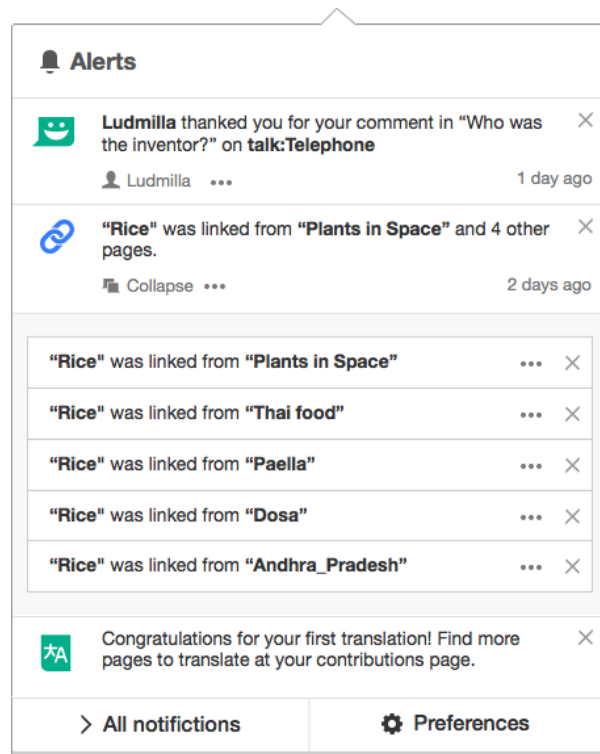 Alerts
Ludmilla thanked you for your comment in “Who was
the inventor?” on talk:Telephone
Ludmilla ••• 1 day ago
“Rice" was linked from “Plants in Space” and 4 other
pages.
Collapse ••• 2 days ago
“Rice" was linked from “Plants in Space” •••
“Rice" was linked from “Thai food” •••
“Rice" was linked from “Paella” •••
“Rice" was linked from “Dosa” •••
“Rice" was linked from “Andhra_Pradesh” •••
Congratulations for your first translation! Find more
pages to translate at your contributions page.
All notifictions Preferences